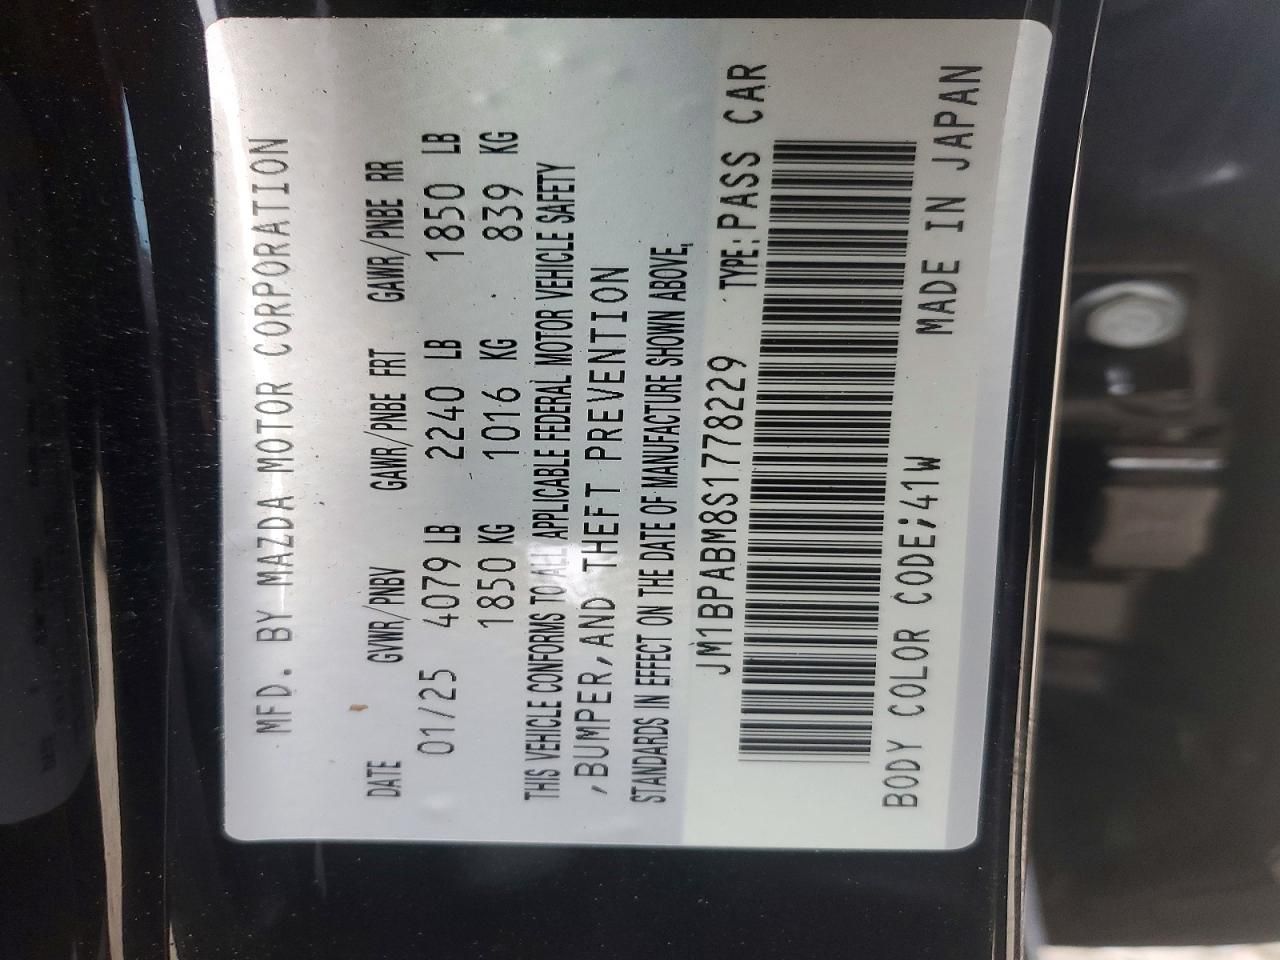 MFD. BY MAZDA MOTOR CORPORATION
DATE GVWR/PNBV GAWR/PNBE FRT GAWR/PNBE RR
01/25 4079 LB 2240 LB 1850 LB
1850 KG 1016 KG 839 KG
THIS VEHICLE CONFORMS TO ALL APPLICABLE FEDERAL MOTOR VEHICLE SAFETY
,BUMPER,AND THEFT PREVENTION
STANDARDS IN EFFECT ON THE DATE OF MANUFACTURE SHOWN ABOVE,
JM1BPABM8S1778229 TYPE:PASS CAR
BODY COLOR CODE;41W MADE IN JAPAN